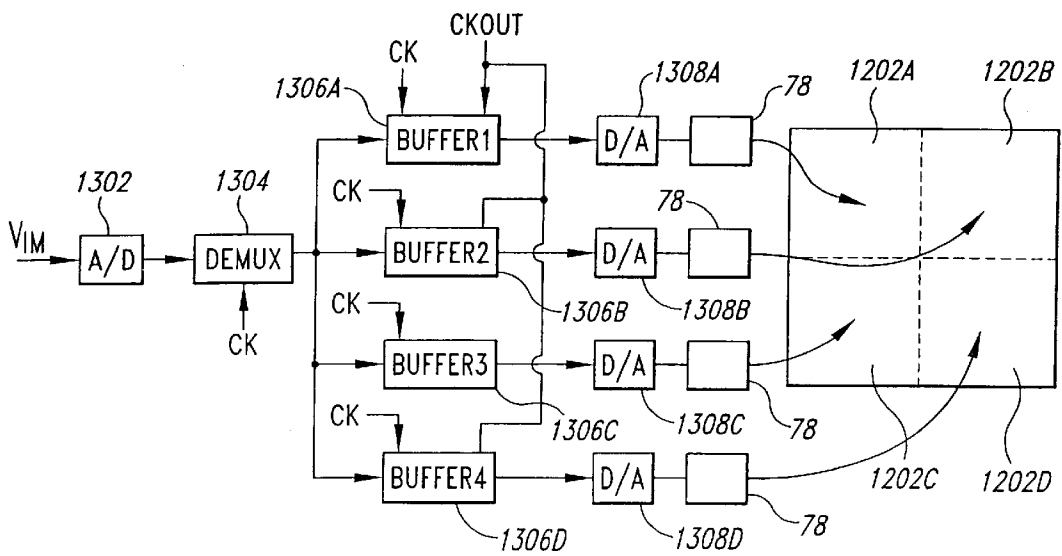 CKOUT
CK
1306A
1308A
78
1202A
1202B
BUFFER1
D/A
1302
1304
CK
78
VIM
A/D
DEMUX
BUFFER2
D/A
CK
CK
1306B
1308B
BUFFER3
D/A
CK
1306C
1308C
78
1202C
1202D
BUFFER4
D/A
1306D
1308D
78